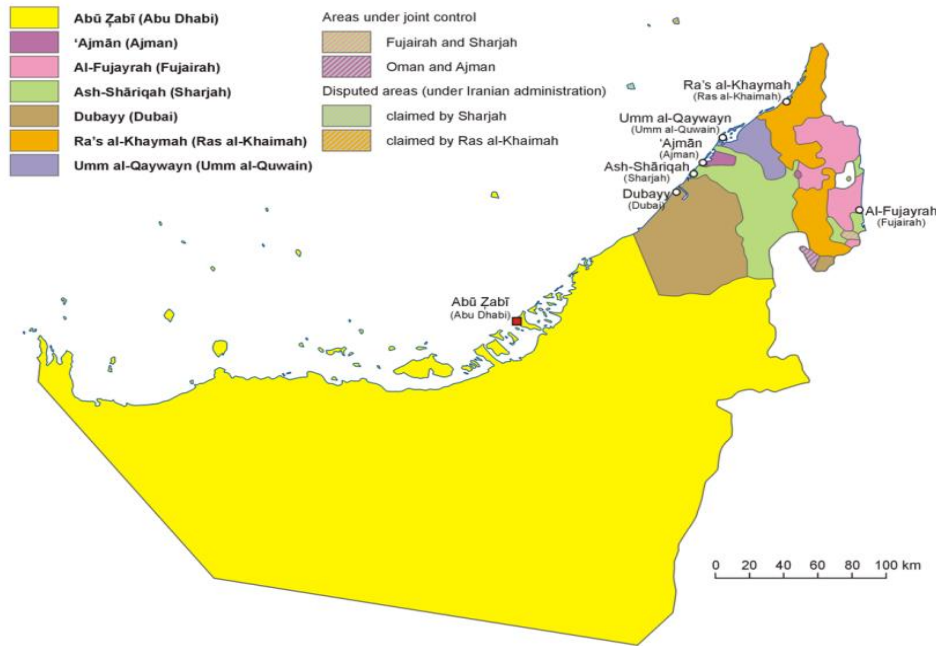 Abū Ẓabī (Abu Dhabi)
‘Ajmān (Ajman)
Al-Fujayrah (Fujairah)
Ash-Shāriqah (Sharjah)
Dubayy (Dubai)
Ra's al-Khaymah (Ras al-Khaimah)
Umm al-Qaywayn (Umm al-Quwain)
Areas under joint control
Fujairah and Sharjah
Oman and Ajman
Disputed areas (under Iranian administration)
claimed by Sharjah
claimed by Ras al-Khaimah
Ra's al-Khaymah
(Ras al-Khaimah)
Umm al-Qaywayn
(Umm al-Quwain)
‘Ajmān
(Ajman)
Ash-Shāriqah
(Sharjah)
Dubayy
(Dubai)
Al-Fujayrah
(Fujairah)
Abū Ẓabī
(Abu Dhabi)
0 20 40 60 80 100 km